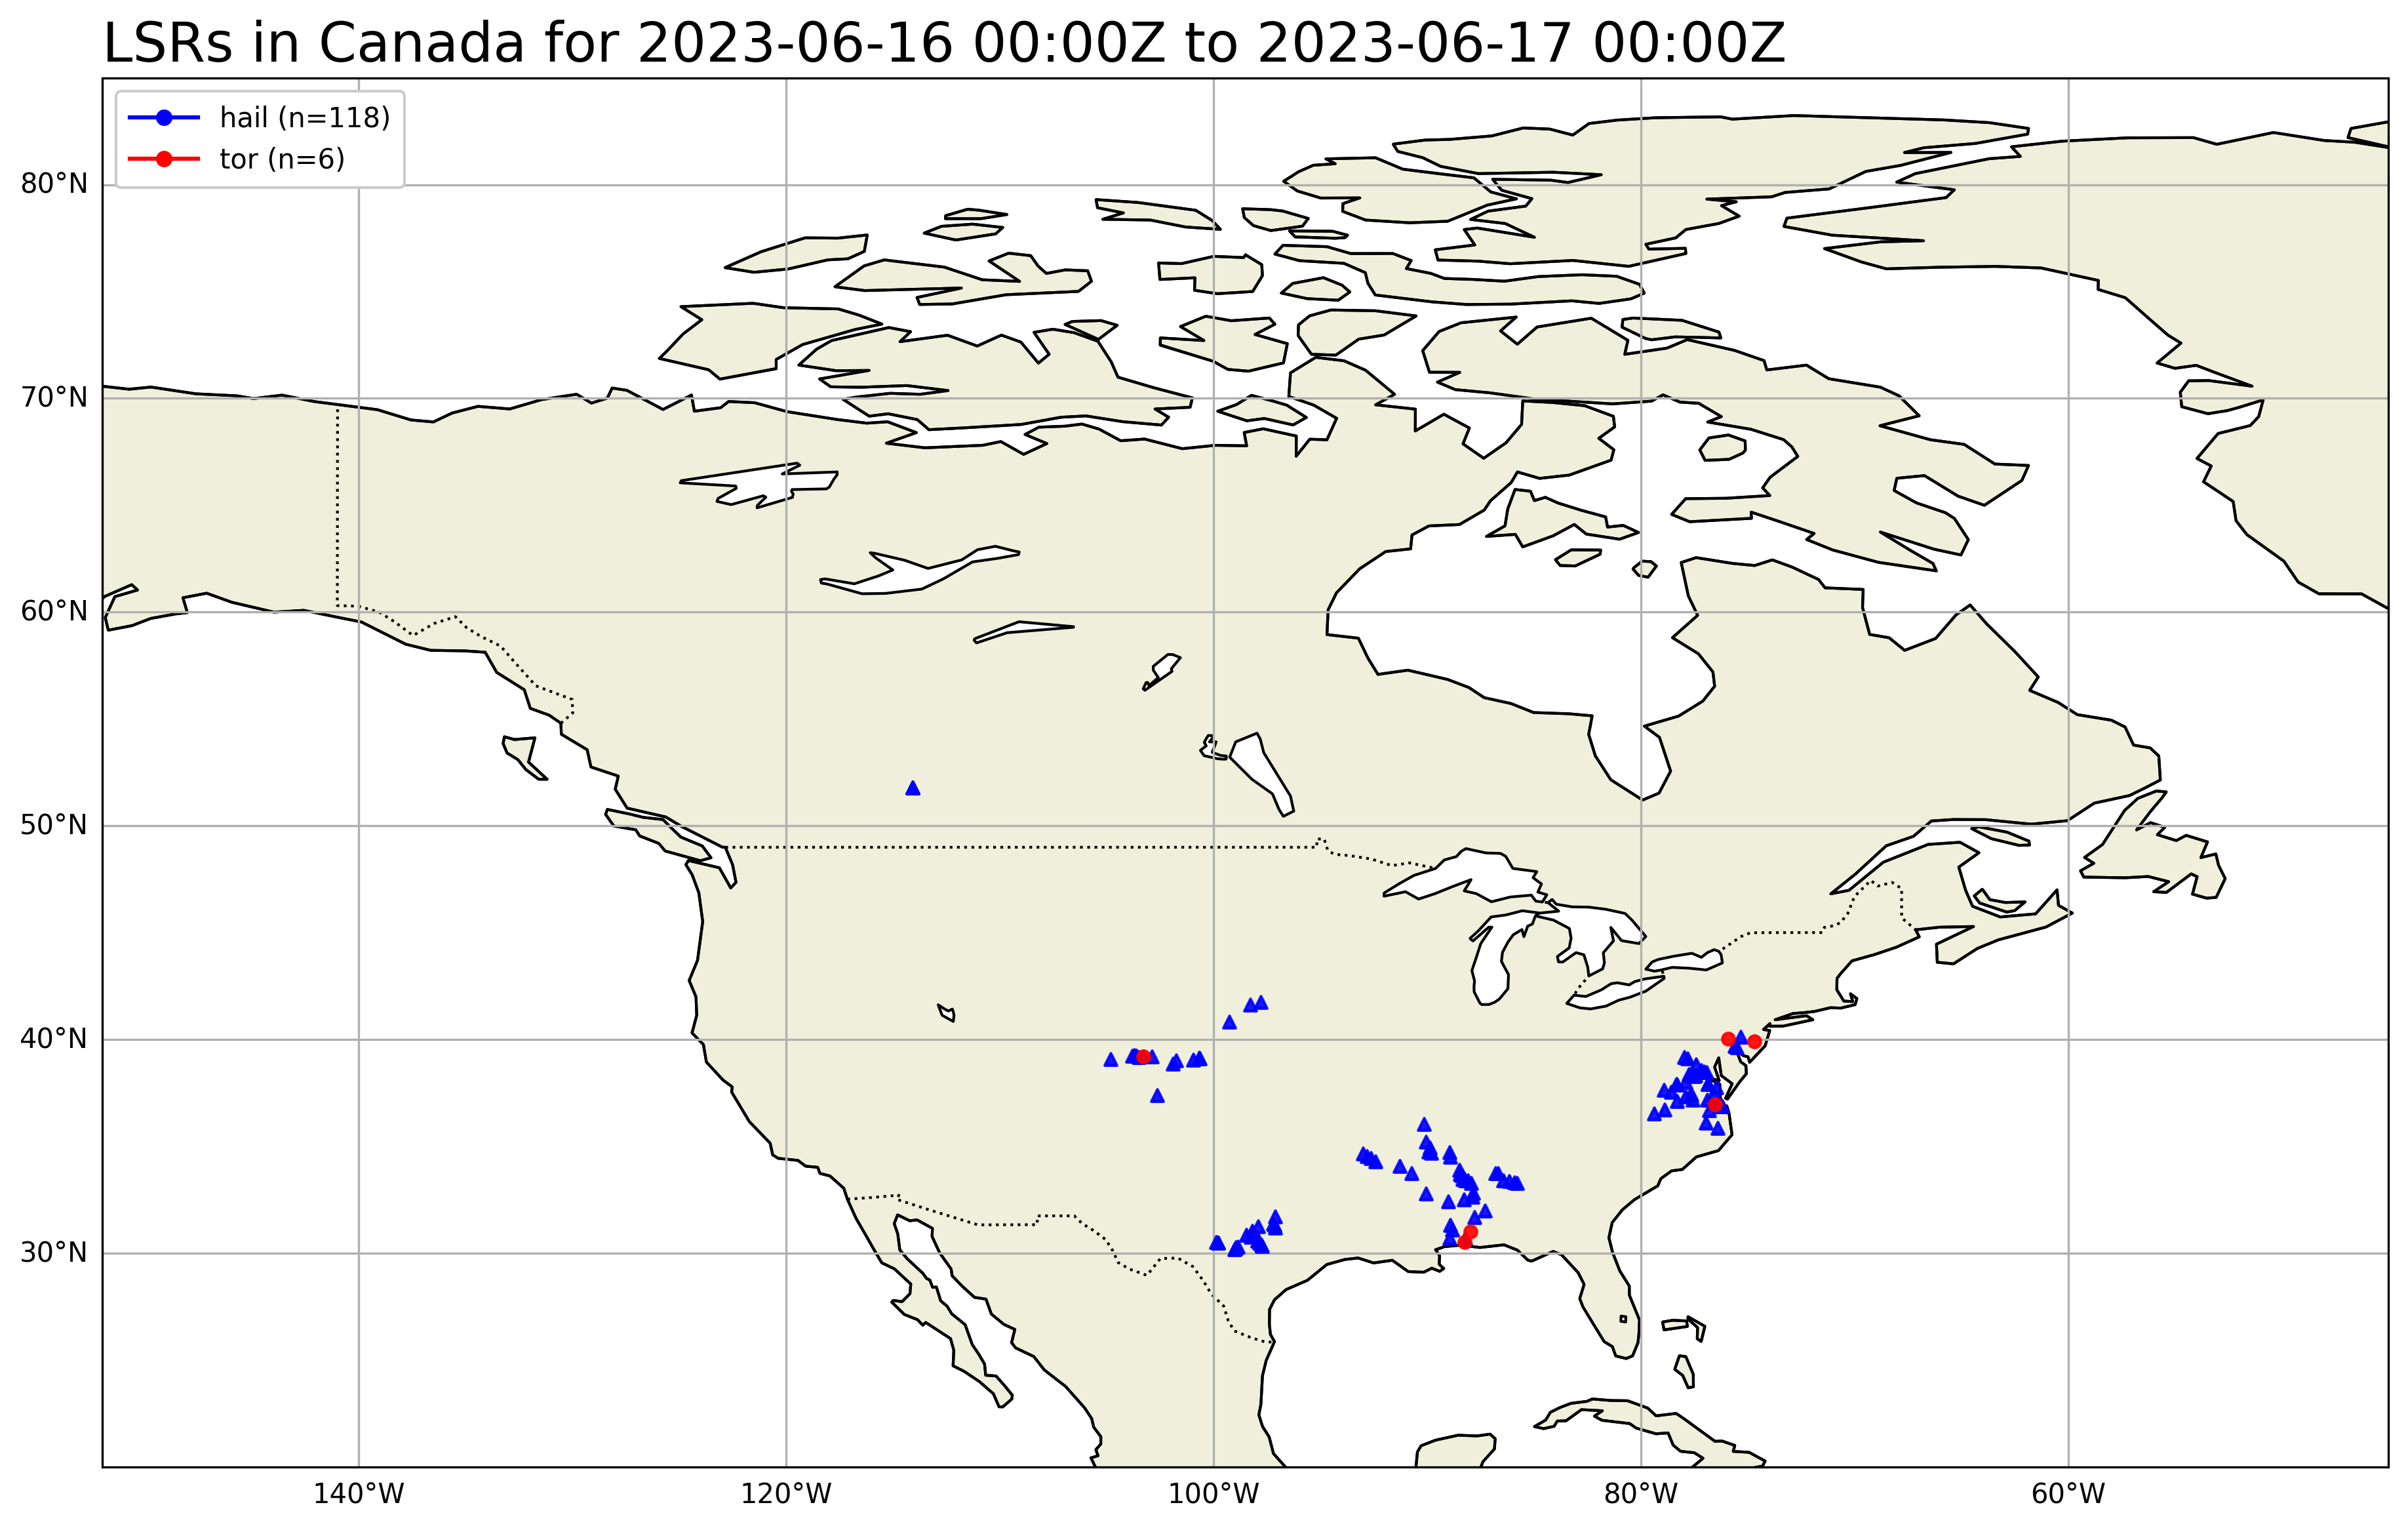 LSRs in Canada for 2023-06-16 00:00Z to 2023-06-17 00:00Z
hail (n=118)
tor (n=6)
80°N
70°N
60°N
50°N
40°N
30°N
140°W 120°W 100°W 80°W 60°W